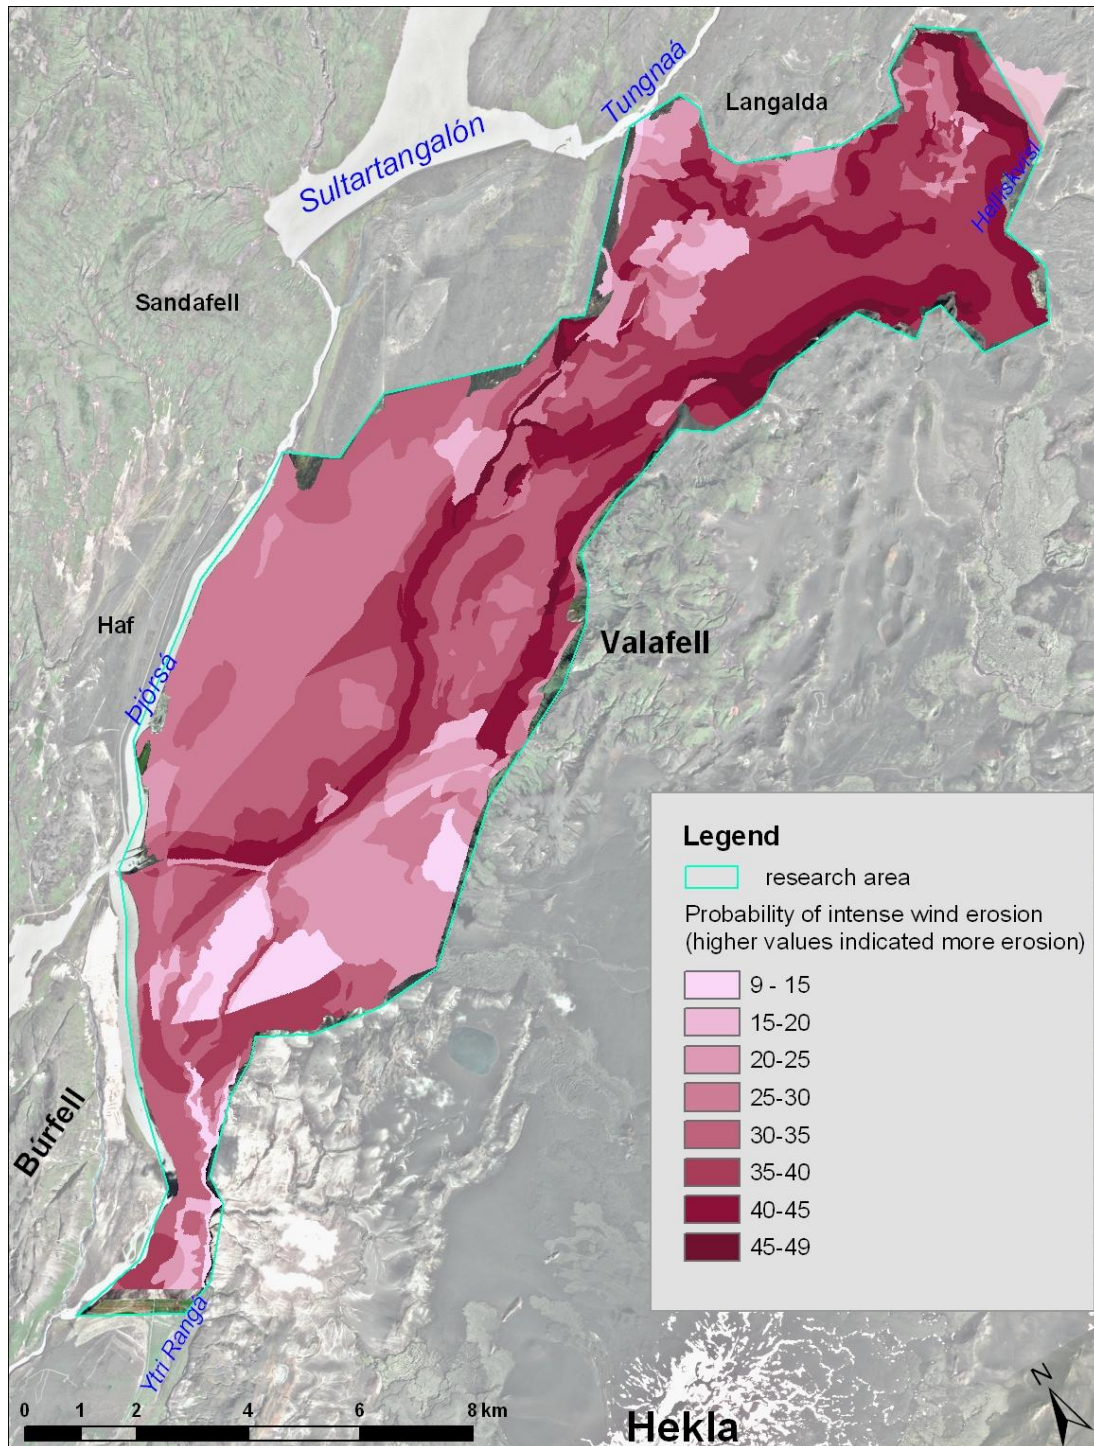 Tungnaá
Langalda
Sultartangalón
Helliskvísl
Sandafell
Haf
Valafell
Þjórsá
Legend
research area
Probability of intense wind erosion
(higher values indicated more erosion)
9 - 15
15-20
20-25
25-30
30-35
35-40
40-45
45-49
Búrfell
Ytri Rangá
0 1 2 4 6 8 km
Hekla
N